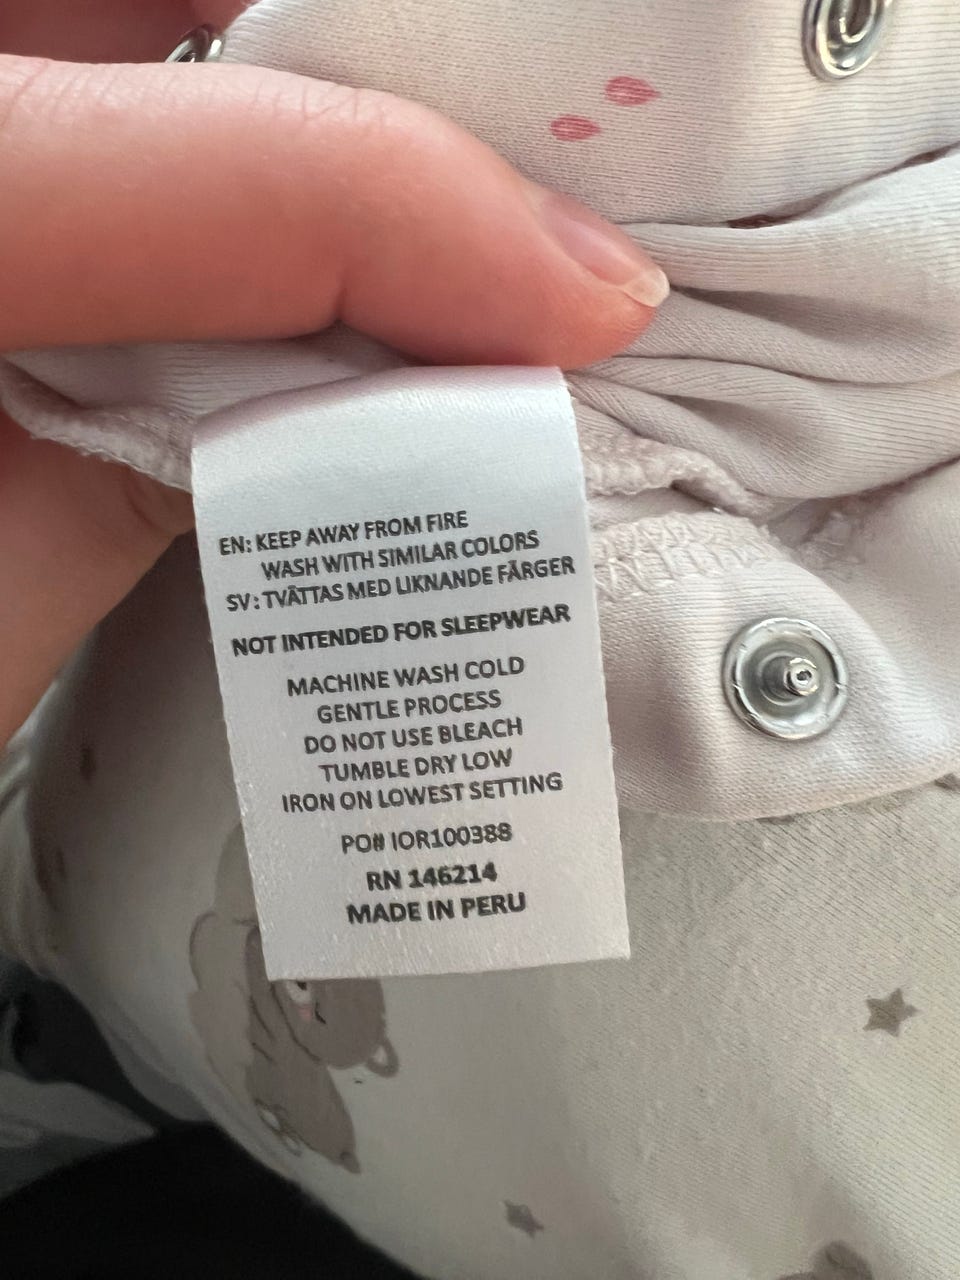 EN: KEEP AWAY FROM FIRE
WASH WITH SIMILAR COLORS
SV: TVÄTTAS MED LIKNANDE FÄRGER
NOT INTENDED FOR SLEEPWEAR
MACHINE WASH COLD
GENTLE PROCESS
DO NOT USE BLEACH
TUMBLE DRY LOW
IRON ON LOWEST SETTING
PO# IOR100388
RN 146214
MADE IN PERU